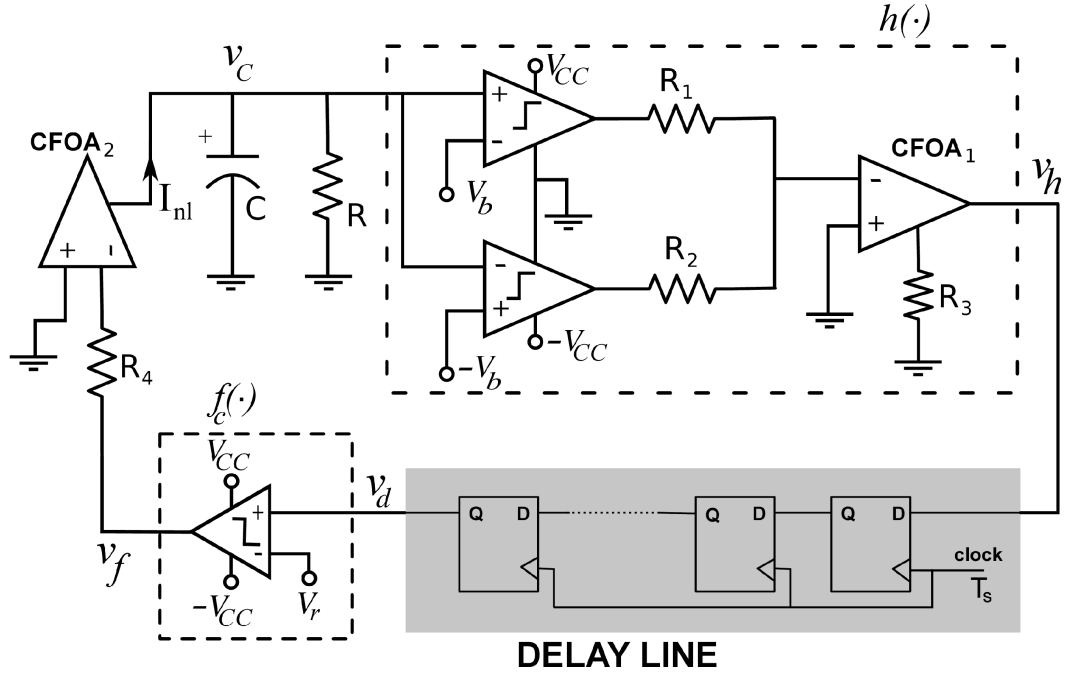 h(·)
v_C
V_CC
R_1
+
-
CFOA_2
+
CFOA_1
v_h
I_nl
C
R
V_b
-
+
+
-
R_2
-
+
R_3
R_4
-V_CC
-V_b
f_c(·)
V_CC
v_d
+
-
Q D
Q D
Q D
v_f
-V_CC
V_r
clock
T_s
DELAY LINE